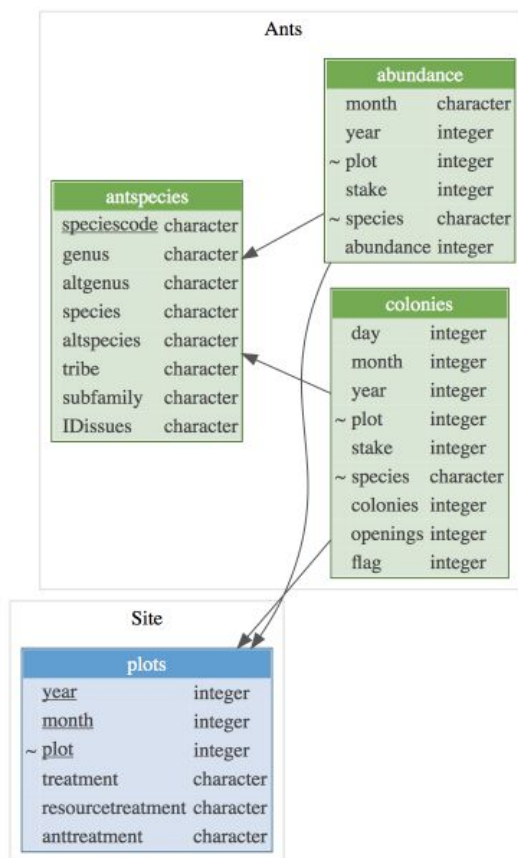 Ants
abundance
month character
year integer
~ plot integer
stake integer
~ species character
abundance integer
antspecies
speciescode character
genus character
altgenus character
species character
altspecies character
tribe character
subfamily character
IDissues character
colonies
day integer
month integer
year integer
~ plot integer
stake integer
~ species character
colonies integer
openings integer
flag integer
Site
plots
year integer
month integer
~ plot integer
treatment character
resourcetreatment character
anttreatment character